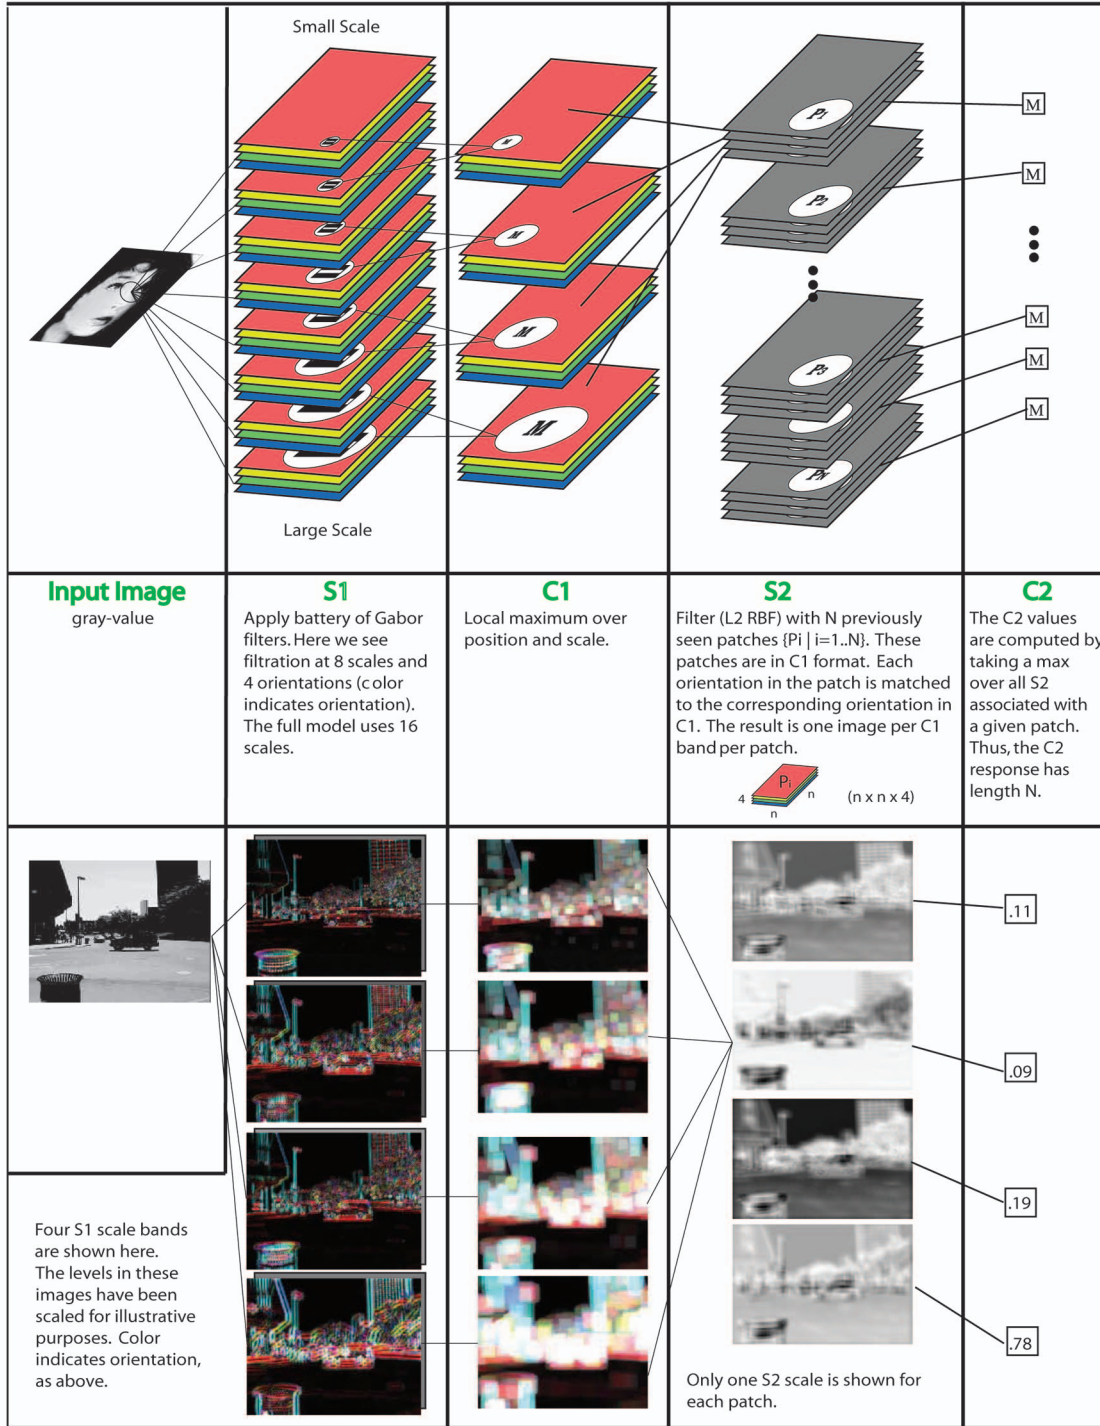 Small Scale
M
M
M
M
Large Scale
P1
P2
P3
PN
M
M
M
M
M
Input Image
gray-value
S1
Apply battery of Gabor
filters. Here we see
filtration at 8 scales and
4 orientations (color
indicates orientation).
The full model uses 16
scales.
C1
Local maximum over
position and scale.
S2
Filter (L2 RBF) with N previously
seen patches {Pi | i=1..N}. These
patches are in C1 format. Each
orientation in the patch is matched
to the corresponding orientation in
C1. The result is one image per C1
band per patch.
Pi
4
n
n
(n x n x 4)
C2
The C2 values
are computed by
taking a max
over all S2
associated with
a given patch.
Thus, the C2
response has
length N.
.11
.09
.19
.78
Four S1 scale bands
are shown here.
The levels in these
images have been
scaled for illustrative
purposes. Color
indicates orientation,
as above.
Only one S2 scale is shown for
each patch.